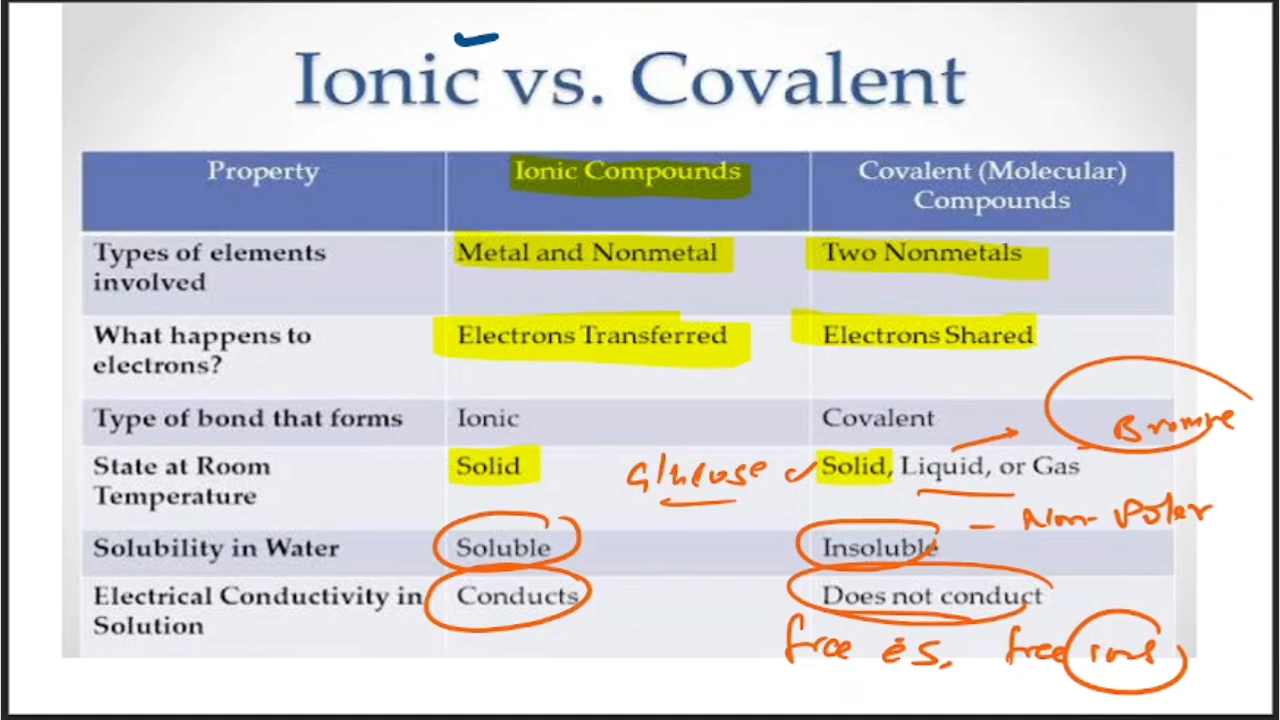 Ionic vs. Covalent
Property Ionic Compounds Covalent (Molecular)
Compounds
Types of elements Metal and Nonmetal Two Nonmetals
involved
What happens to Electrons Transferred Electrons Shared
electrons?
Type of bond that forms Ionic Covalent Bromine
State at Room Solid Glucose Solid, Liquid, or Gas
Temperature
Non-Polar
Solubility in Water Soluble Insoluble
Electrical Conductivity in Conducts Does not conduct
Solution
free es, free ions